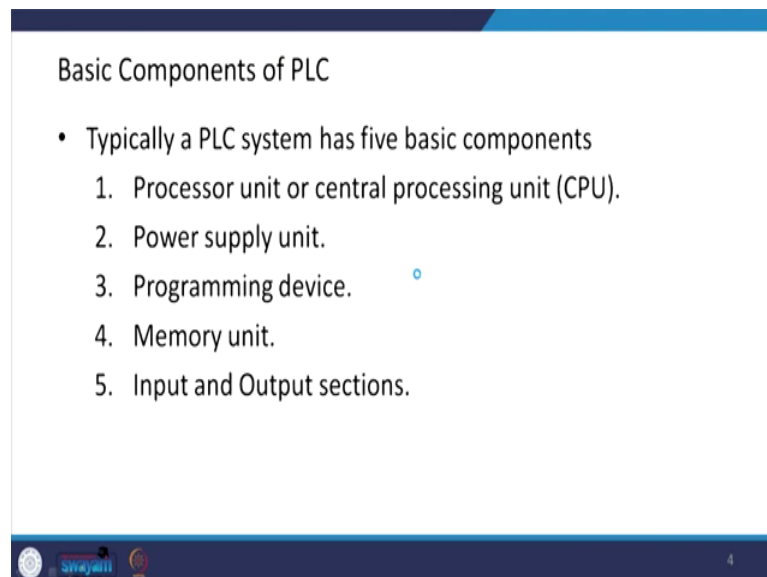 Basic Components of PLC
• Typically a PLC system has five basic components
1. Processor unit or central processing unit (CPU).
2. Power supply unit.
3. Programming device.
4. Memory unit.
5. Input and Output sections.
swayam
4